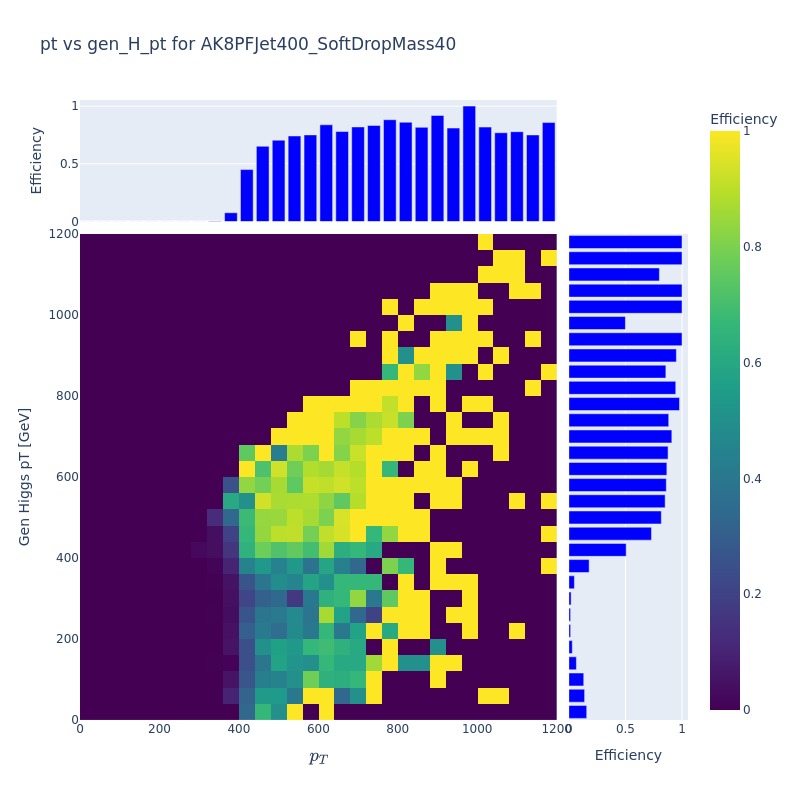 pt vs gen_H_pt for AK8PFJet400_SoftDropMass40
Efficiency
1
0.5
0
Efficiency
1
0.8
0.6
0.4
0.2
0
Gen Higgs pT [GeV]
1200
1000
800
600
400
200
0
0 200 400 600 800 1000 1200
p_T
0 0.5 1
Efficiency